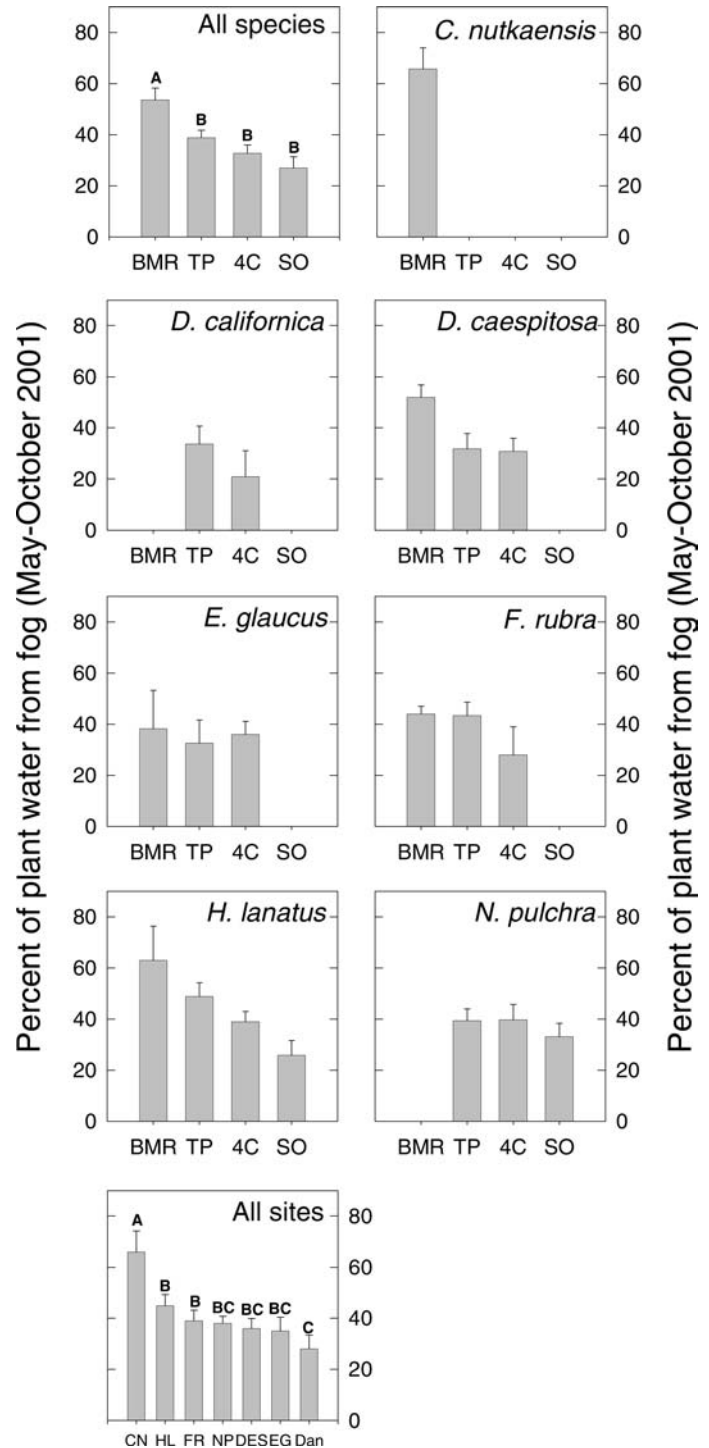 All species
80
60
40
20
0
A
B
B
B
BMR TP 4C SO
C. nutkaensis
80
60
40
20
0
BMR TP 4C SO
Percent of plant water from fog (May-October 2001)
D. californica
80
60
40
20
0
BMR TP 4C SO
D. caespitosa
80
60
40
20
0
BMR TP 4C SO
Percent of plant water from fog (May-October 2001)
E. glaucus
80
60
40
20
0
BMR TP 4C SO
F. rubra
80
60
40
20
0
BMR TP 4C SO
H. lanatus
80
60
40
20
0
BMR TP 4C SO
N. pulchra
80
60
40
20
0
BMR TP 4C SO
All sites
80
60
40
20
0
A
B
B
BC
BC
BC
C
CN HL FR NP DES EG Dan